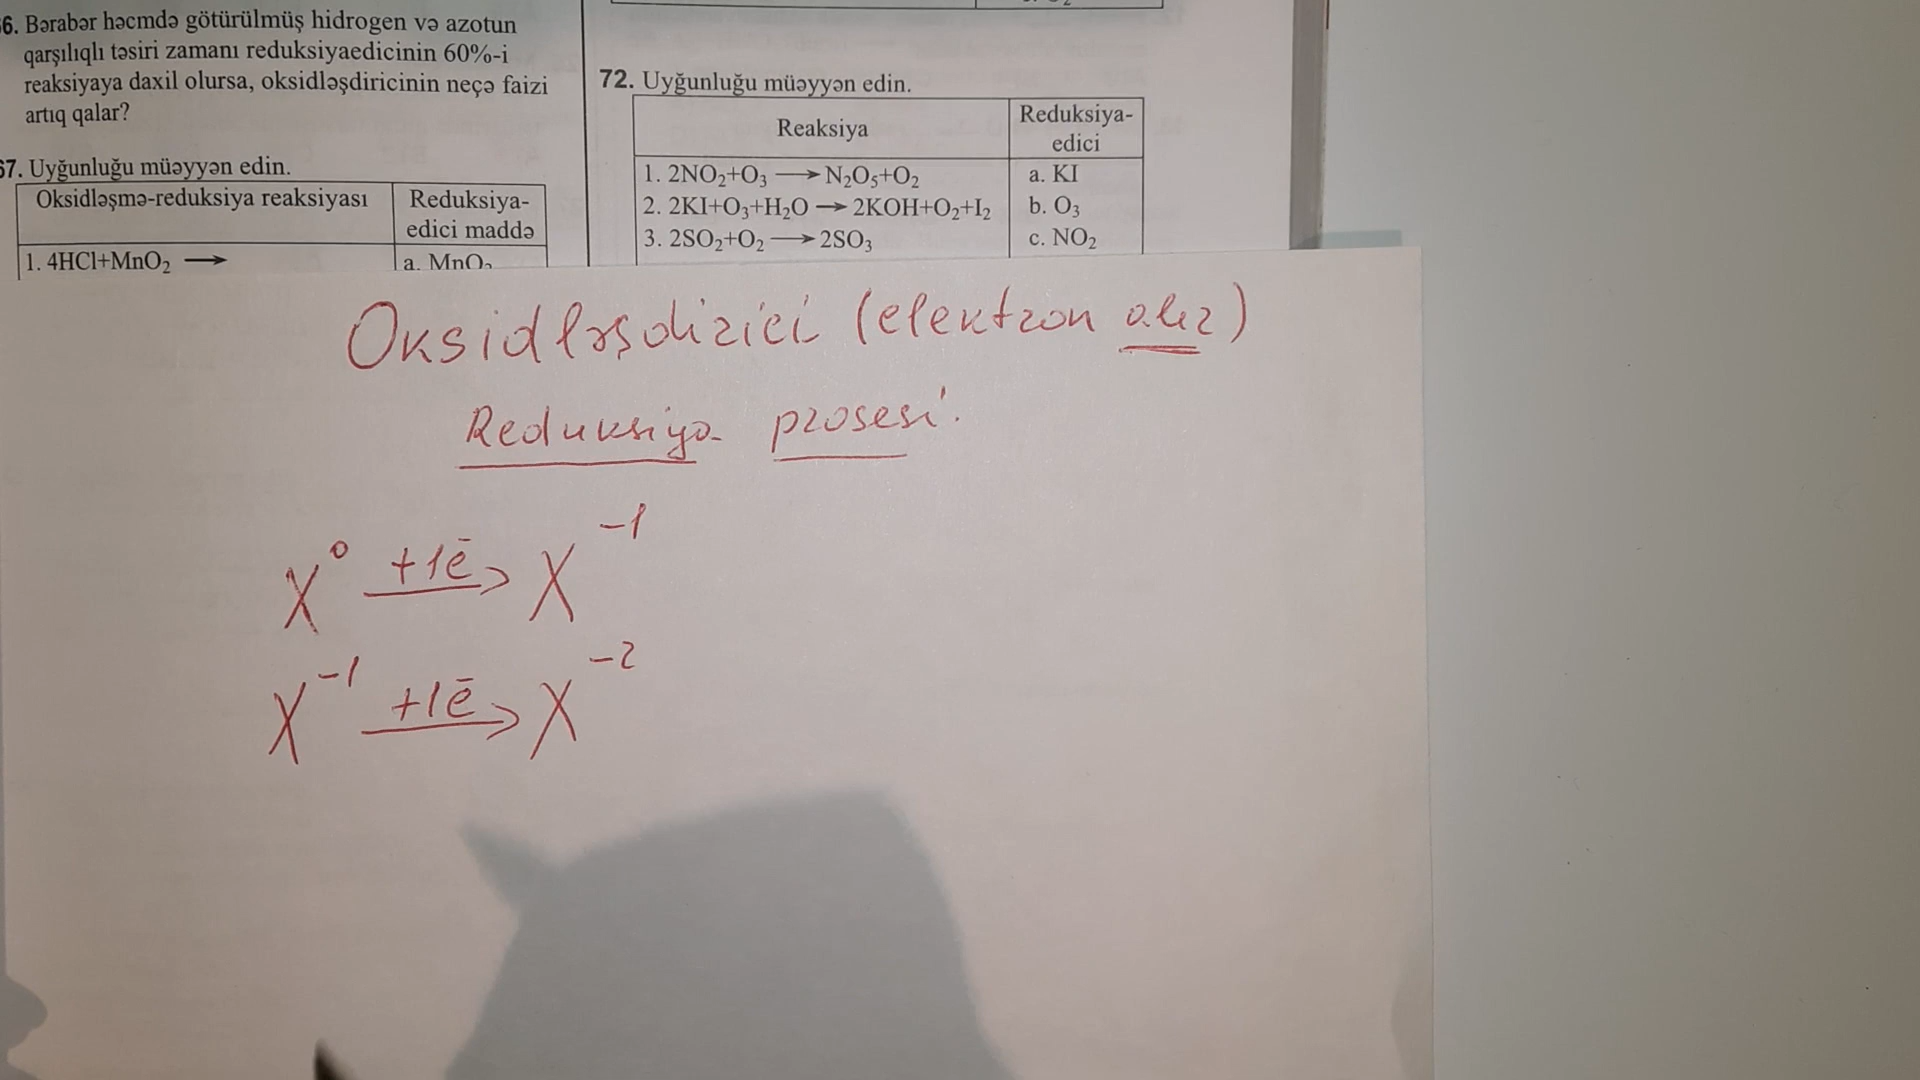 6. Bərabər həcmdə götürülmüş hidrogen və azotun
qarşılıqlı təsiri zamanı reduksiyaedicinin 60%-i
reaksiyaya daxil olursa, oksidləşdiricinin neçə faizi
artıq qalar?
67. Uyğunluğu müəyyən edin.
Oksidləşmə-reduksiya reaksiyası
Reduksiya-
edici maddə
1. 4HCl+MnO₂ ⟶
a. MnO₂
72. Uyğunluğu müəyyən edin.
Reaksiya
Reduksiya-
edici
1. 2NO₂+O₃ ⟶ N₂O₅+O₂
a. KI
2. 2KI+O₃+H₂O ⟶ 2KOH+O₂+I₂
b. O₃
3. 2SO₂+O₂ ⟶ 2SO₃
c. NO₂
Oksidləşdirici (elektron alır)
Reduksiya prosesi.
X⁰ +1ē→ X⁻¹
X⁻¹ +1ē→ X⁻²